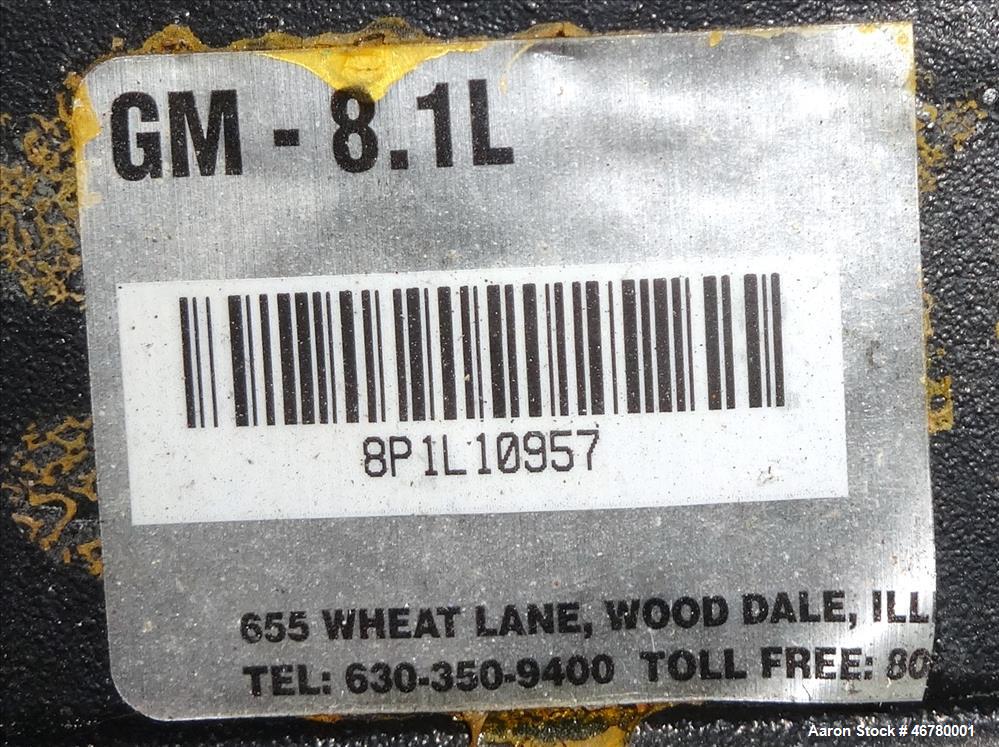 GM - 8.1L
8P1L10957
655 WHEAT LANE, WOOD DALE, ILL
TEL: 630-350-9400 TOLL FREE: 80
Aaron Stock # 46780001